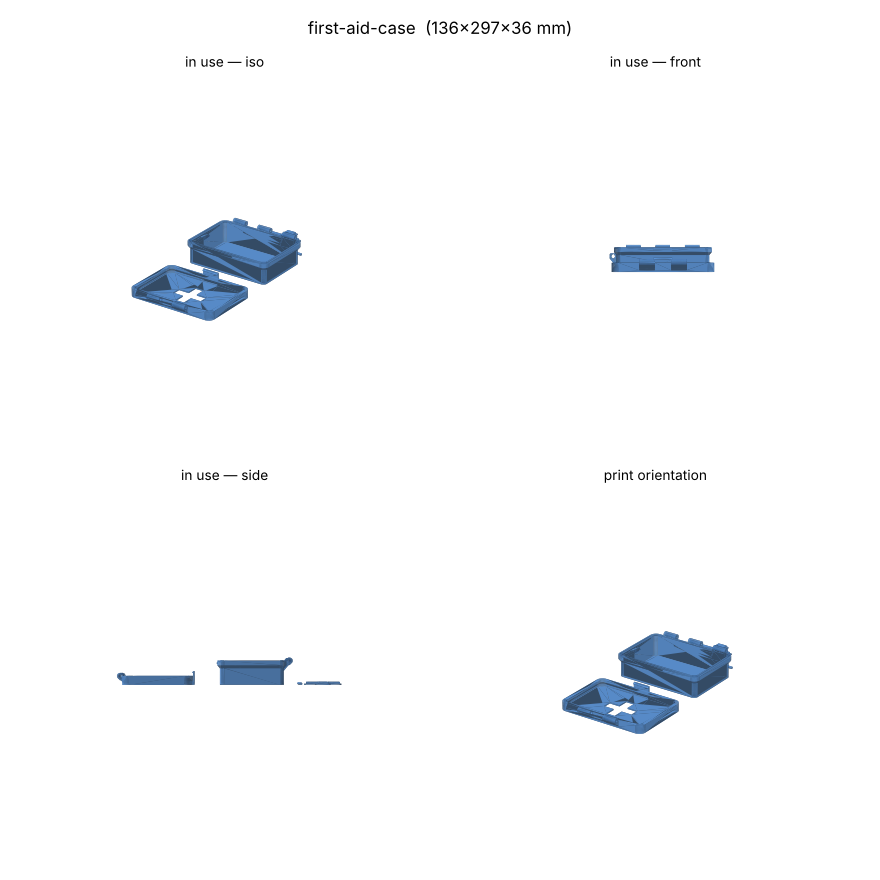 first-aid-case (136×297×36 mm)
in use — iso
in use — front
in use — side
print orientation